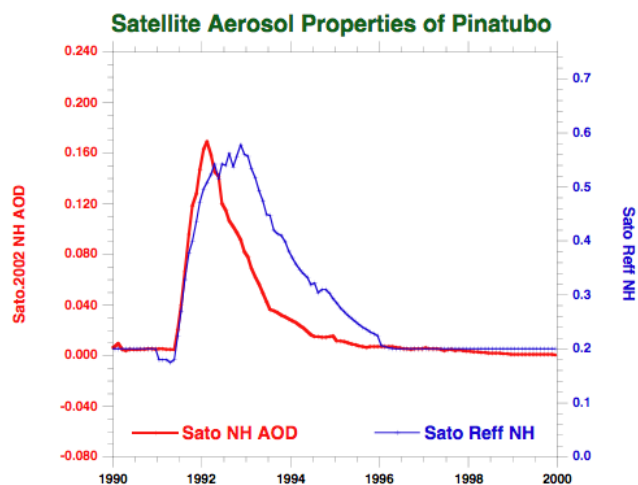 Satellite Aerosol Properties of Pinatubo
0.240
0.200
0.160
0.120
0.080
0.040
0.000
-0.040
-0.080
Sato.2002 NH AOD
0.7
0.6
0.5
0.4
0.3
0.2
0.1
0.0
Sato Reff NH
Sato NH AOD
Sato Reff NH
1990 1992 1994 1996 1998 2000